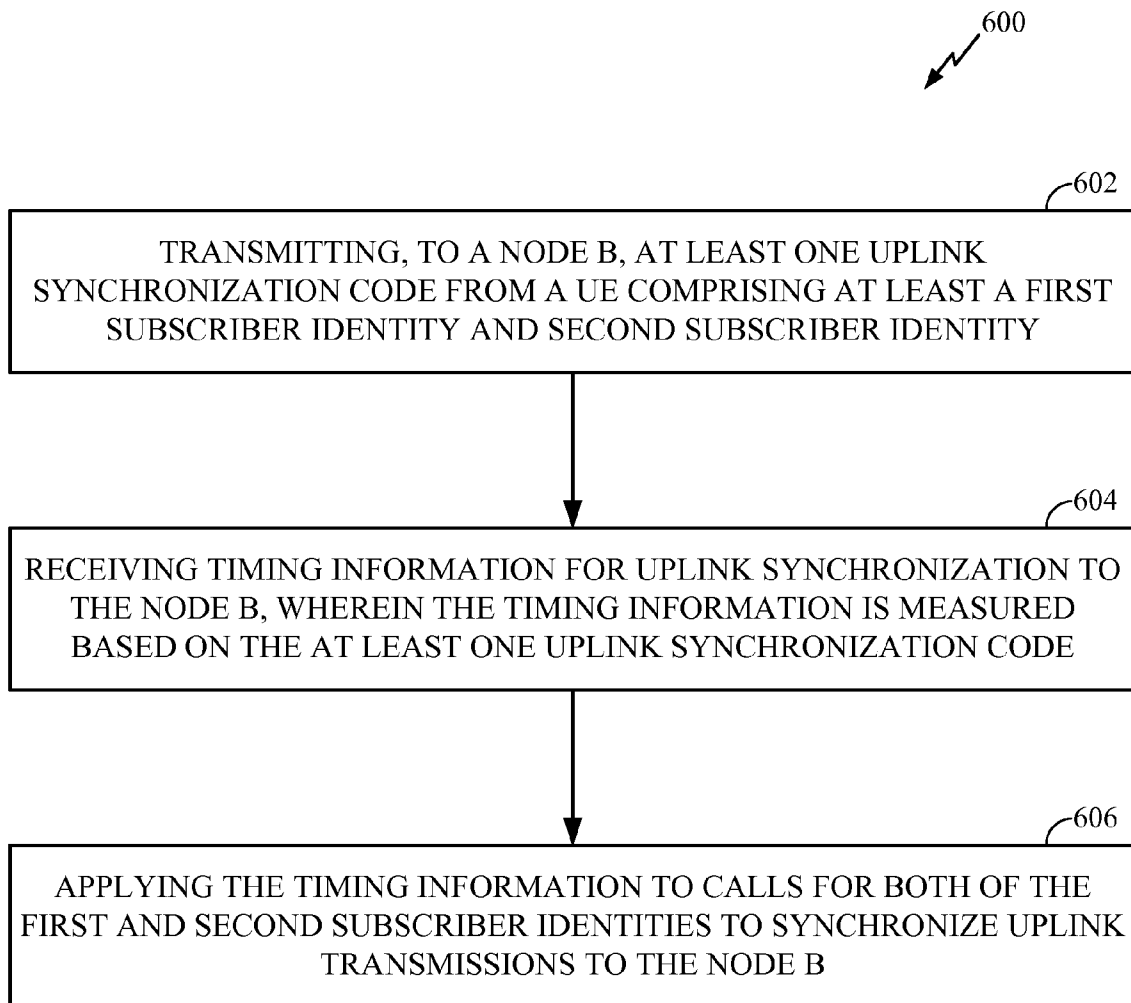 600
602
TRANSMITTING, TO A NODE B, AT LEAST ONE UPLINK
SYNCHRONIZATION CODE FROM A UE COMPRISING AT LEAST A FIRST
SUBSCRIBER IDENTITY AND SECOND SUBSCRIBER IDENTITY
604
RECEIVING TIMING INFORMATION FOR UPLINK SYNCHRONIZATION TO
THE NODE B, WHEREIN THE TIMING INFORMATION IS MEASURED
BASED ON THE AT LEAST ONE UPLINK SYNCHRONIZATION CODE
606
APPLYING THE TIMING INFORMATION TO CALLS FOR BOTH OF THE
FIRST AND SECOND SUBSCRIBER IDENTITIES TO SYNCHRONIZE UPLINK
TRANSMISSIONS TO THE NODE B